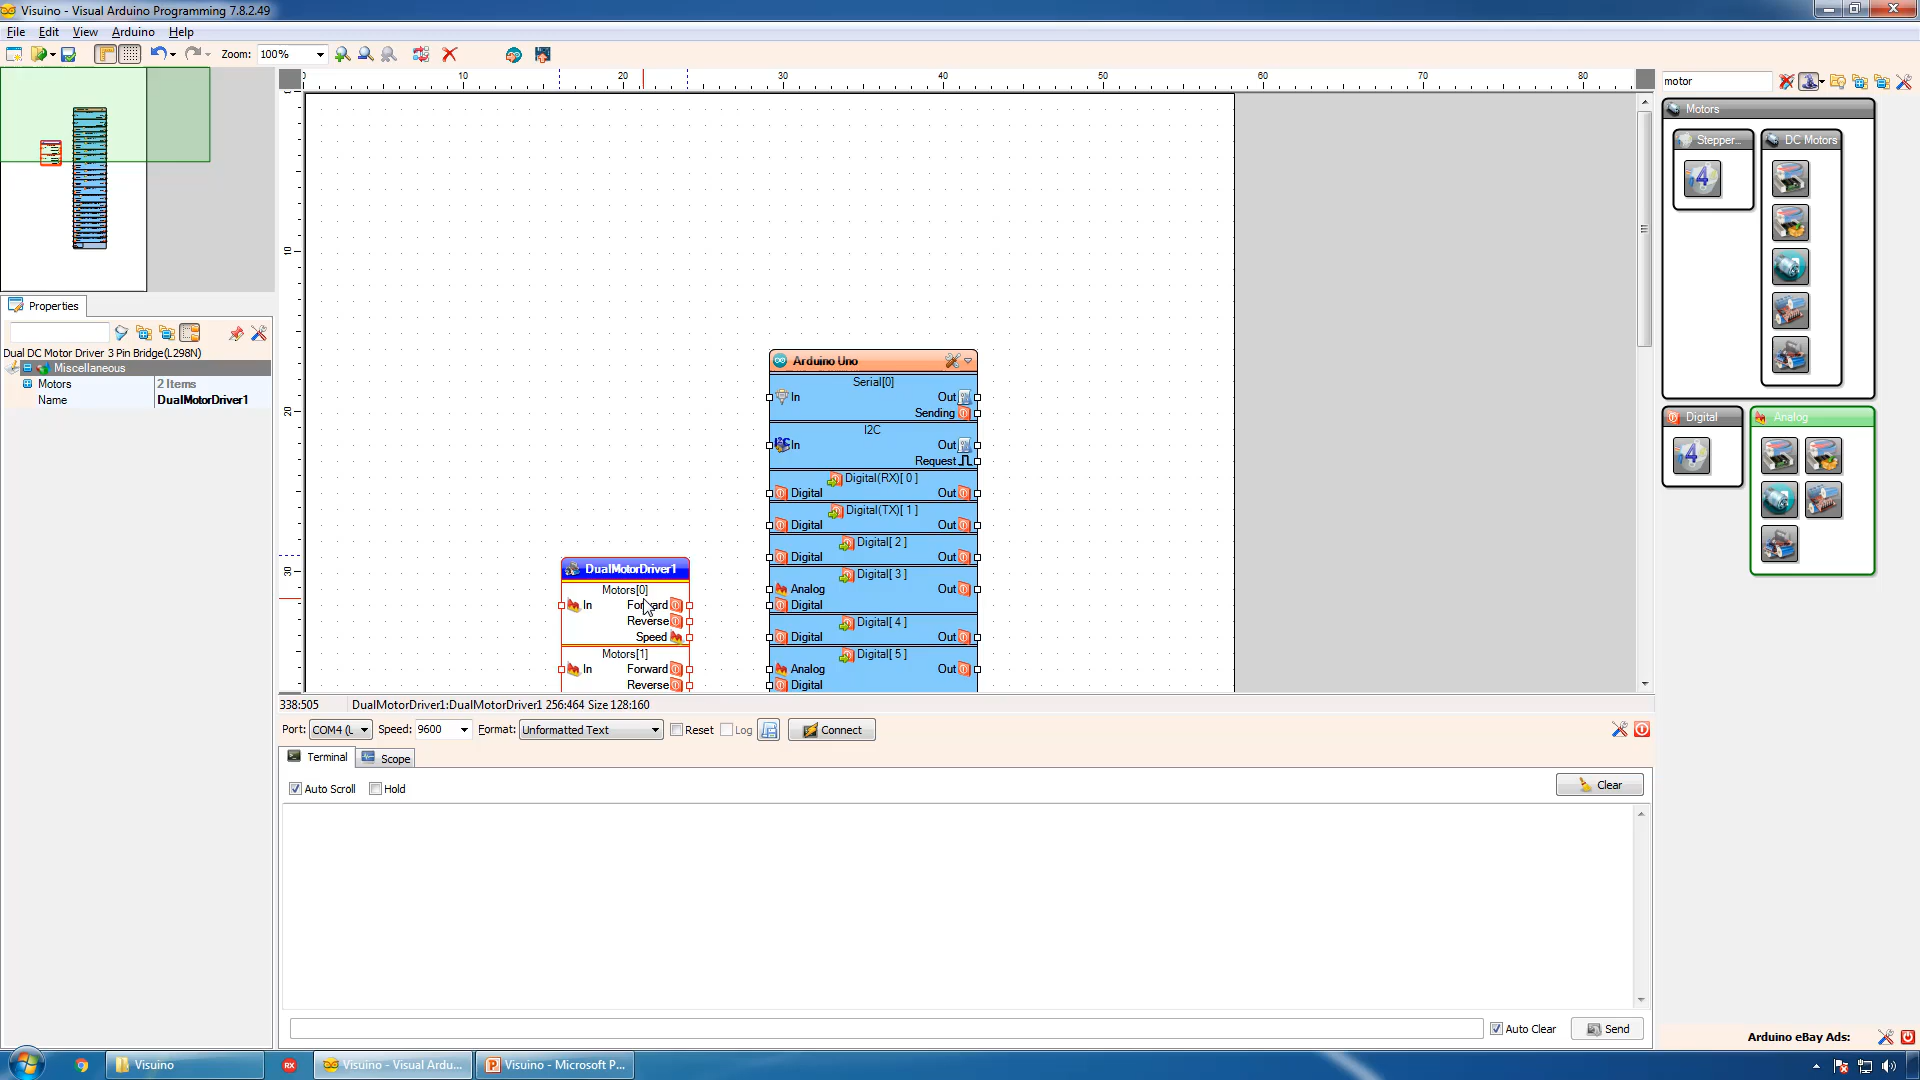 Visuino - Visual Arduino Programming 7.8.2.49
File Edit View Arduino Help
Zoom: 100%
motor
10 20 30 40 50 60 70 80
Motors
Stepper... DC Motors
10
20
30
Properties
Dual DC Motor Driver 3 Pin Bridge(L298N)
Miscellaneous
Motors 2 Items
Name DualMotorDriver1
Arduino Uno
Serial[0]
In Out
Sending
I2C
In Out
Request
Digital(RX)[ 0 ]
Digital Out
Digital(TX)[ 1 ]
Digital Out
Digital[ 2 ]
Digital Out
Digital[ 3 ]
Analog Out
Digital
Digital[ 4 ]
Digital Out
Digital[ 5 ]
Analog Out
Digital
DualMotorDriver1
Motors[0]
In Forward
Reverse
Speed
Motors[1]
In Forward
Reverse
Digital Analog
338:505 DualMotorDriver1:DualMotorDriver1 256:464 Size 128:160
Port: COM4 (L Speed: 9600 Format: Unformatted Text Reset Log Connect
Terminal Scope
Auto Scroll Hold Clear
Auto Clear Send
Arduino eBay Ads:
Visuino Visuino - Visual Ardu... Visuino - Microsoft P...